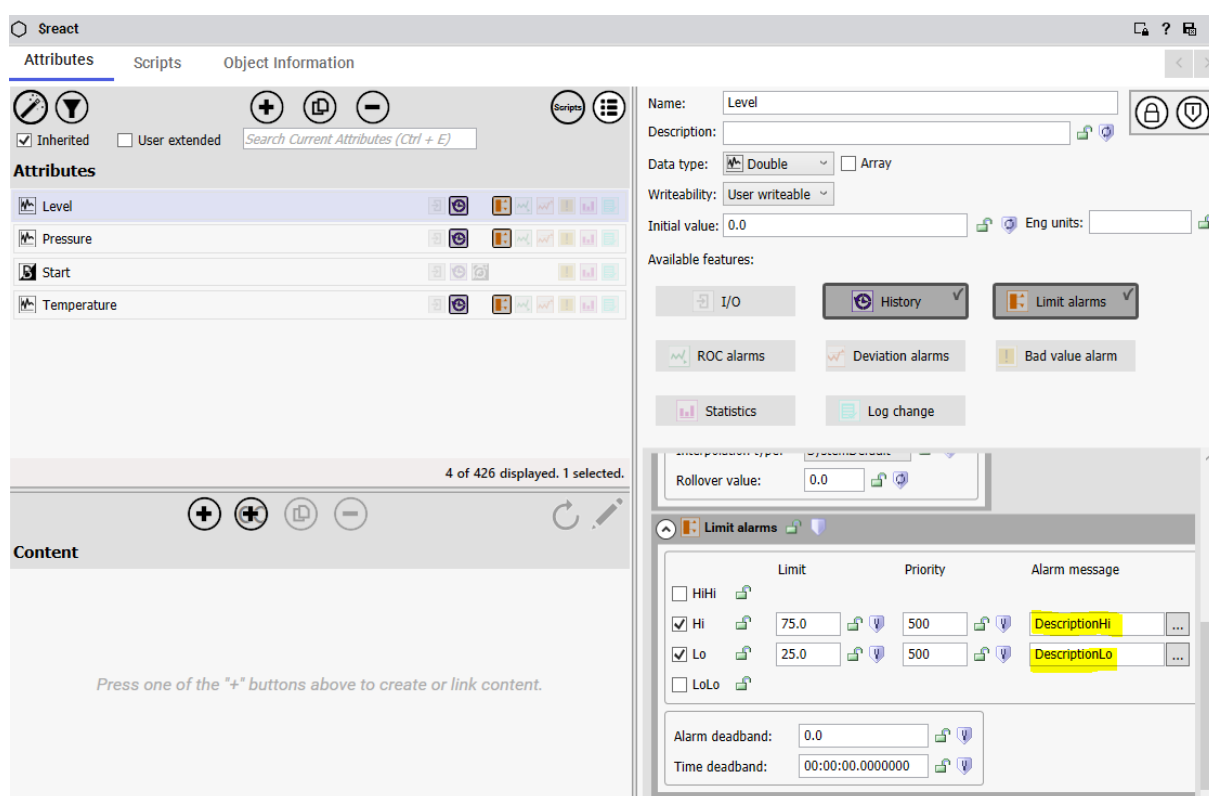 Sreact
?
Attributes Scripts Object Information
Scripts
Inherited User extended Search Current Attributes (Ctrl + E)
Attributes
Level
Pressure
Start
Temperature
4 of 426 displayed. 1 selected.
Content
Press one of the "+" buttons above to create or link content.
Name: Level
Description:
Data type: Double Array
Writeability: User writeable
Initial value: 0.0 Eng units:
Available features:
I/O History Limit alarms
ROC alarms Deviation alarms Bad value alarm
Statistics Log change
Interpolation type: SystemDefault
Rollover value: 0.0
Limit alarms
Limit Priority Alarm message
HiHi
Hi 75.0 500 DescriptionHi ...
Lo 25.0 500 DescriptionLo ...
LoLo
Alarm deadband: 0.0
Time deadband: 00:00:00.0000000